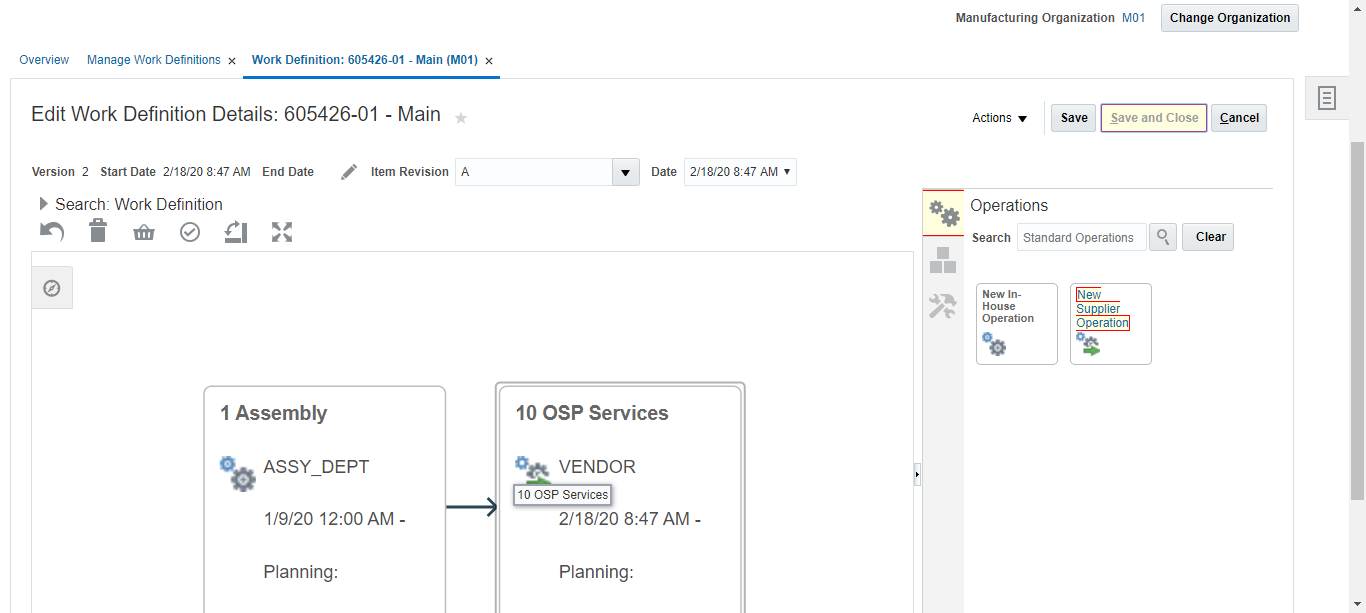 Manufacturing Organization M01 Change Organization
Overview Manage Work Definitions × Work Definition: 605426-01 - Main (M01) ×
Edit Work Definition Details: 605426-01 - Main
Actions Save Save and Close Cancel
Version 2 Start Date 2/18/20 8:47 AM End Date Item Revision A Date 2/18/20 8:47 AM
Search: Work Definition
Operations
Search Standard Operations Clear
New In-
House
Operation
New
Supplier
Operation
1 Assembly
ASSY_DEPT
1/9/20 12:00 AM -
Planning:
10 OSP Services
VENDOR
10 OSP Services
2/18/20 8:47 AM -
Planning: